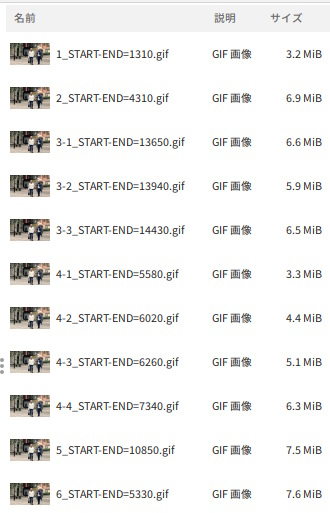 名前 説明 サイズ
1_START-END=1310.gif GIF 画像 3.2 MiB
2_START-END=4310.gif GIF 画像 6.9 MiB
3-1_START-END=13650.gif GIF 画像 6.6 MiB
3-2_START-END=13940.gif GIF 画像 5.9 MiB
3-3_START-END=14430.gif GIF 画像 6.5 MiB
4-1_START-END=5580.gif GIF 画像 3.3 MiB
4-2_START-END=6020.gif GIF 画像 4.4 MiB
4-3_START-END=6260.gif GIF 画像 5.1 MiB
4-4_START-END=7340.gif GIF 画像 6.3 MiB
5_START-END=10850.gif GIF 画像 7.5 MiB
6_START-END=5330.gif GIF 画像 7.6 MiB